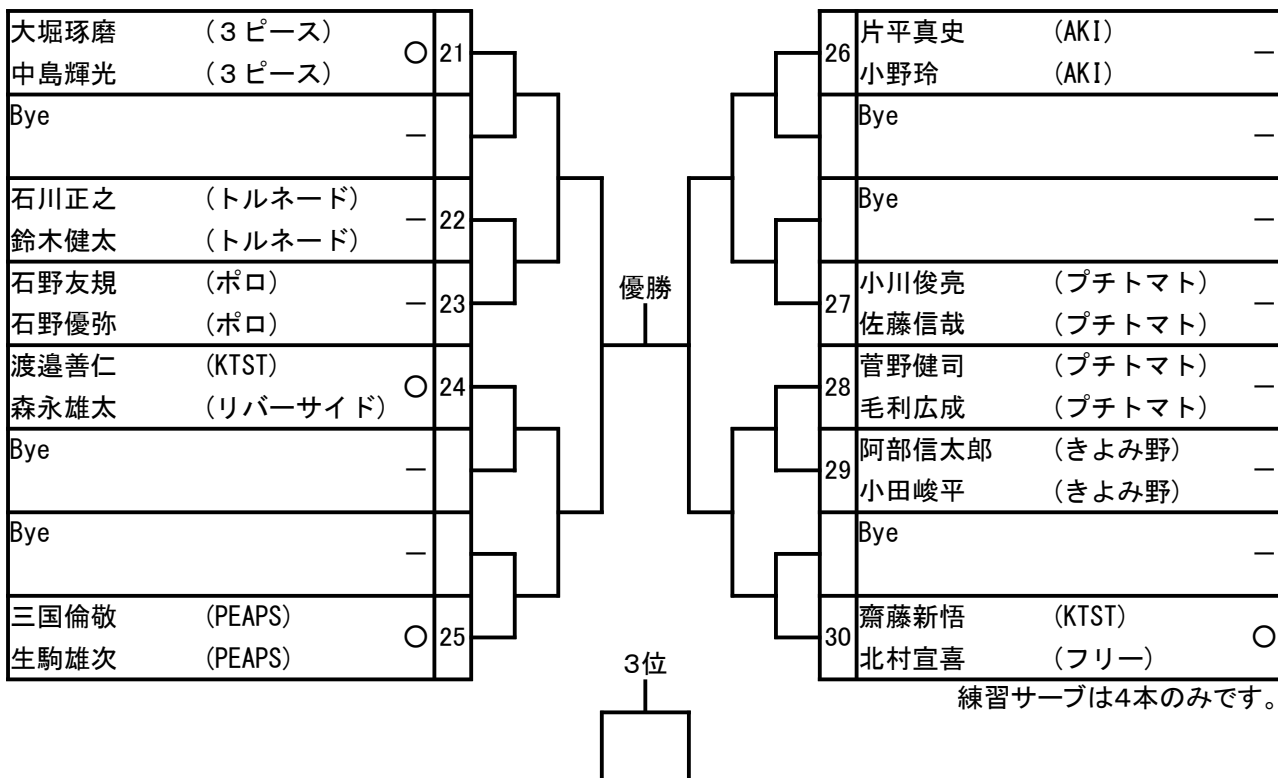 大堀琢磨 （３ピース） ○ 21
中島輝光 （３ピース）
Bye －
石川正之 （トルネード） － 22
鈴木健太 （トルネード）
石野友規 （ポロ） － 23
石野優弥 （ポロ）
渡邉善仁 (KTST) ○ 24
森永雄太 （リバーサイド）
Bye －
Bye －
三国倫敬 (PEAPS) ○ 25
生駒雄次 (PEAPS)
優勝
3位
26 片平真史 (AKI) －
小野玲 (AKI)
Bye －
Bye －
27 小川俊亮 （プチトマト） －
佐藤信哉 （プチトマト）
28 菅野健司 （プチトマト） －
毛利広成 （プチトマト）
29 阿部信太郎 （きよみ野） －
小田峻平 （きよみ野）
Bye －
30 齋藤新悟 (KTST) ○
北村宣喜 （フリー）
練習サーブは4本のみです。